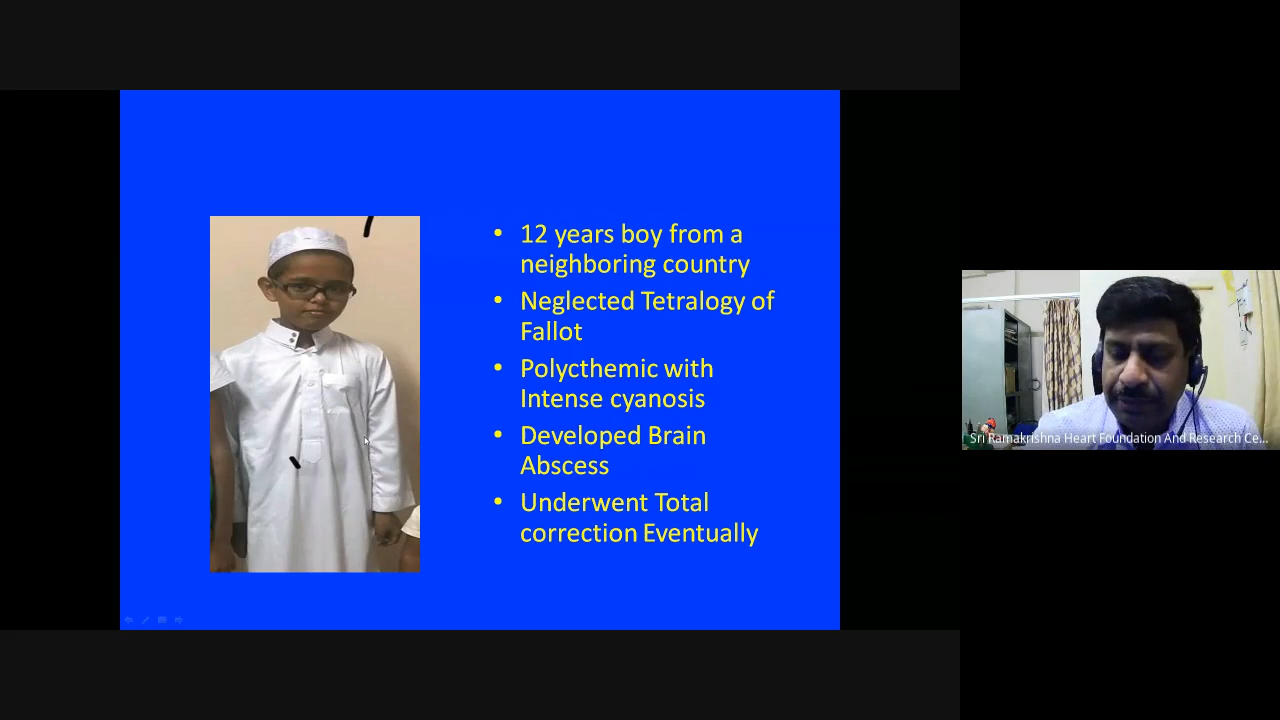 • 12 years boy from a
neighboring country
• Neglected Tetralogy of
Fallot
• Polycthemic with
Intense cyanosis
• Developed Brain
Abscess
• Underwent Total
correction Eventually
Sri Ramakrishna Heart Foundation And Research Ce...